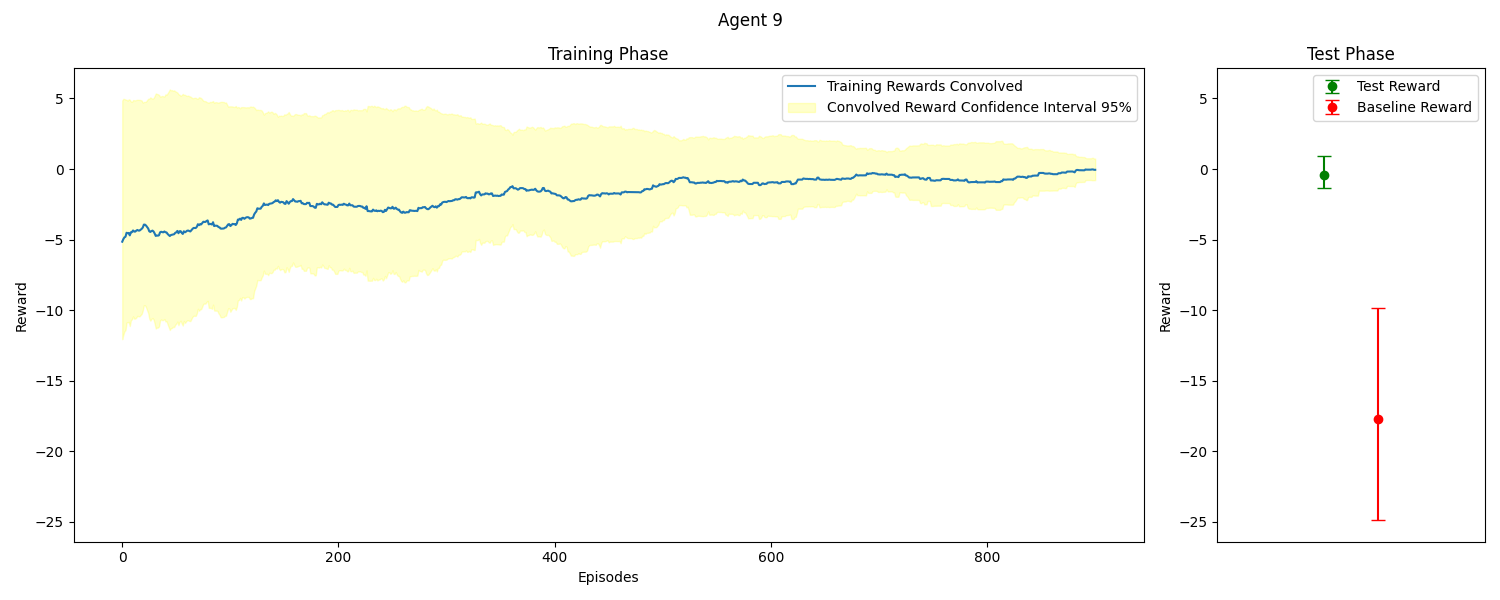 Agent 9
Training Phase
Training Rewards Convolved
Convolved Reward Confidence Interval 95%
Reward
5
0
−5
−10
−15
−20
−25
0
200
400
600
800
Episodes
Test Phase
Test Reward
Baseline Reward
Reward
5
0
−5
−10
−15
−20
−25